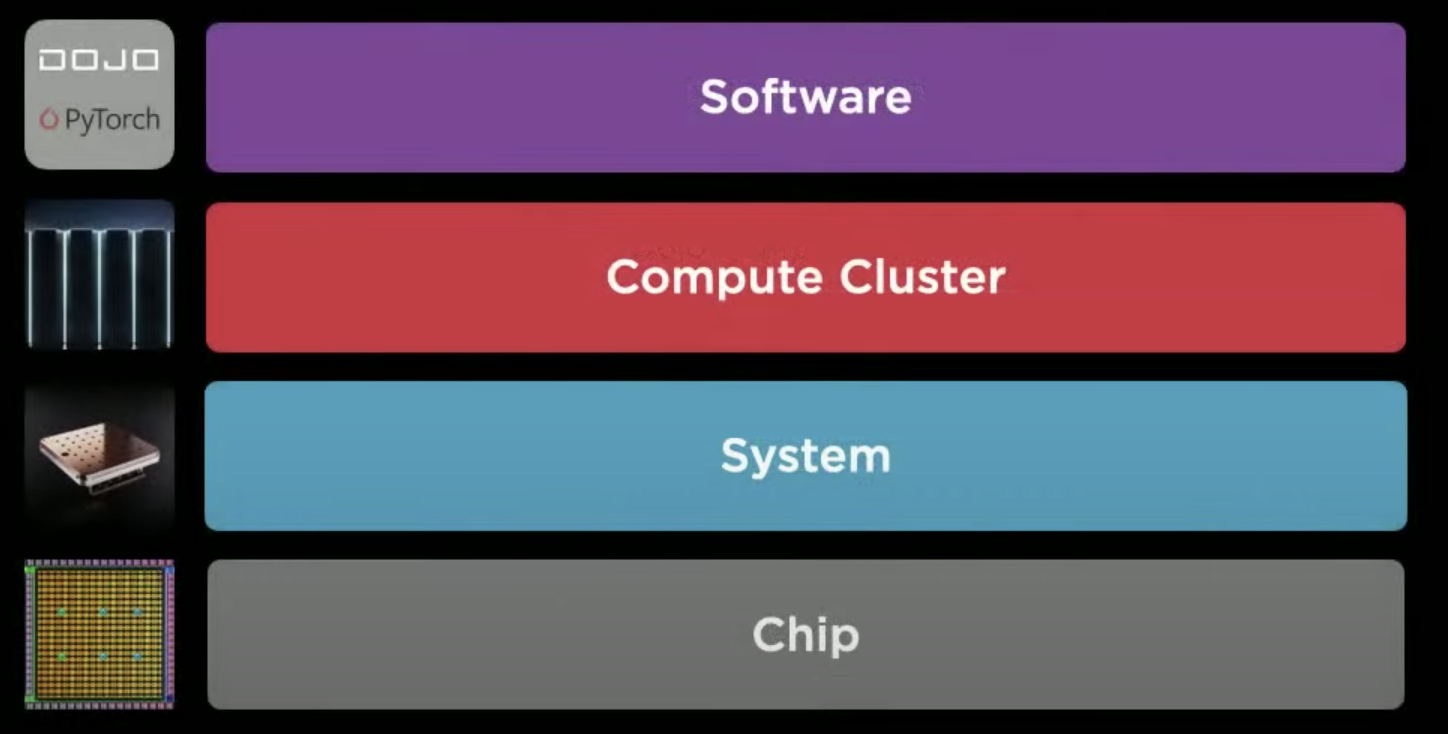 DOJO
PyTorch
Software
Compute Cluster
System
Chip